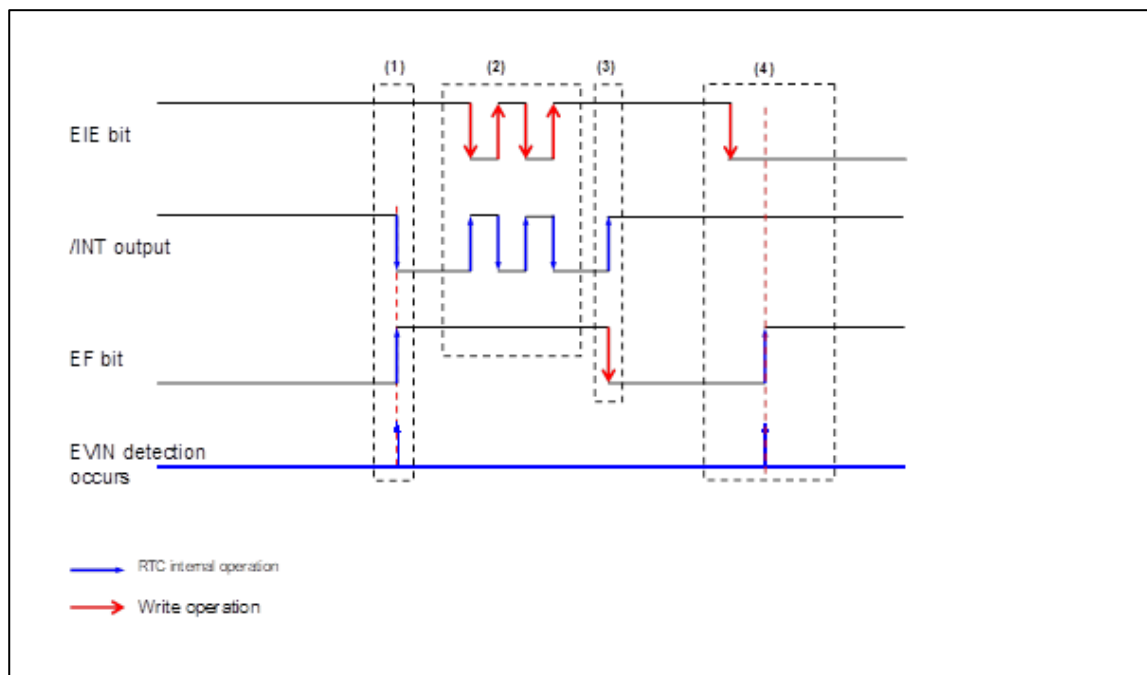 (1)
(2)
(3)
(4)
EIE bit
/INT output
EF bit
EVIN detection
occurs
RTC internal operation
Write operation